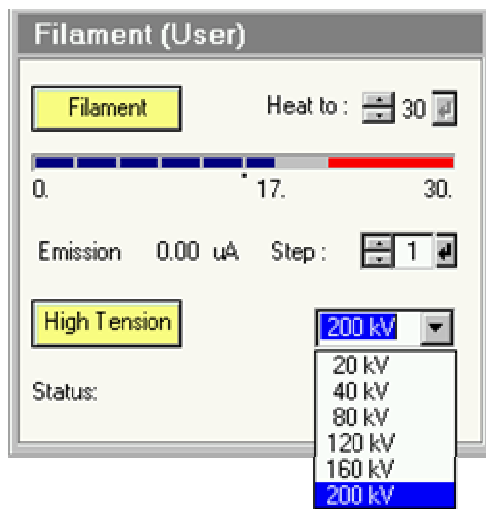 Filament (User)
Filament Heat to : 30
0. 17. 30.
Emission 0.00 uA Step : 1
High Tension 200 kV
20 kV
40 kV
Status: 80 kV
120 kV
160 kV
200 kV